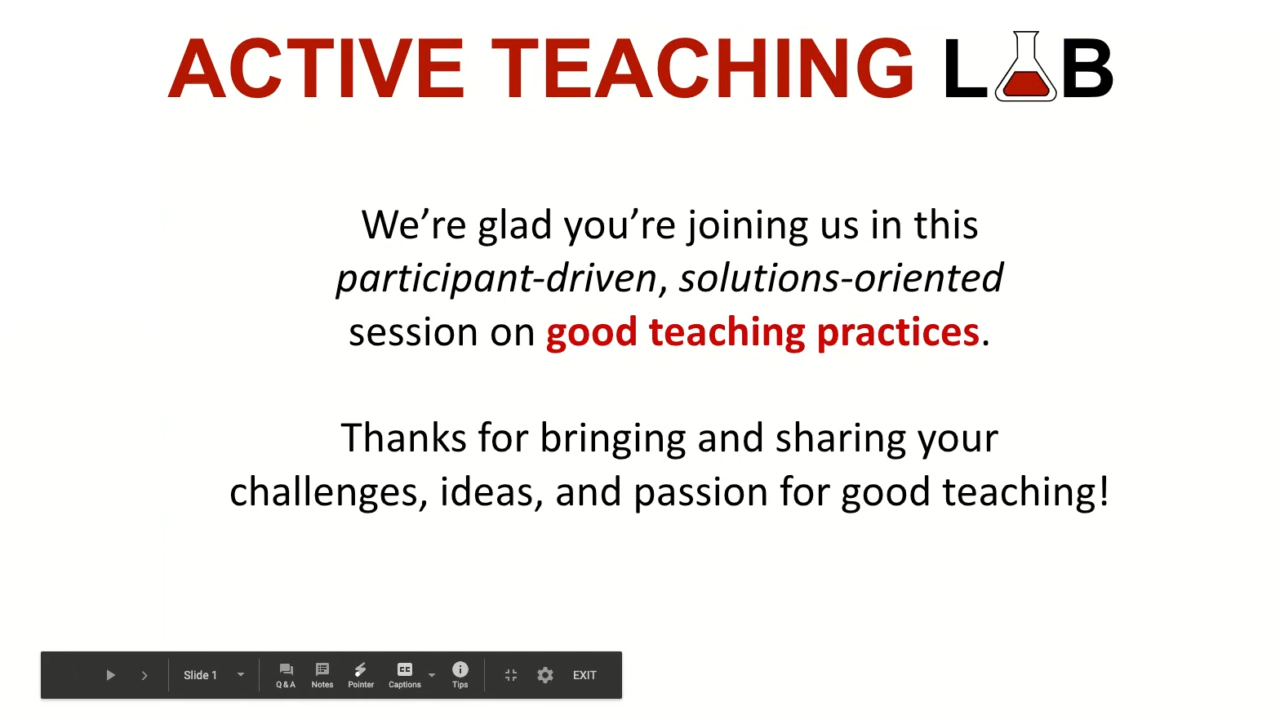 ACTIVE TEACHING L B
We’re glad you’re joining us in this
participant-driven, solutions-oriented
session on good teaching practices.
Thanks for bringing and sharing your
challenges, ideas, and passion for good teaching!
Slide 1
Q & A
Notes
Pointer
CC
Captions
Tips
EXIT